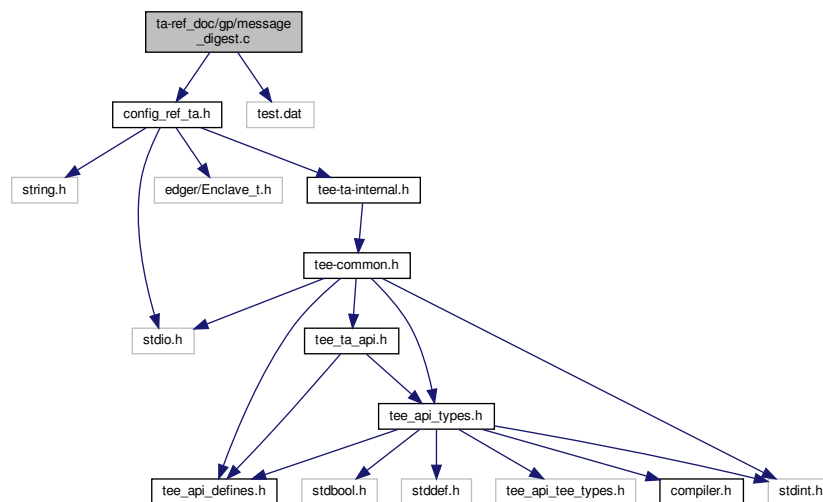 ta-ref_doc/gp/message
_digest.c
config_ref_ta.h
test.dat
string.h
edger/Enclave_t.h
tee-ta-internal.h
tee-common.h
stdio.h
tee_ta_api.h
tee_api_types.h
tee_api_defines.h
stdbool.h
stddef.h
tee_api_tee_types.h
compiler.h
stdint.h